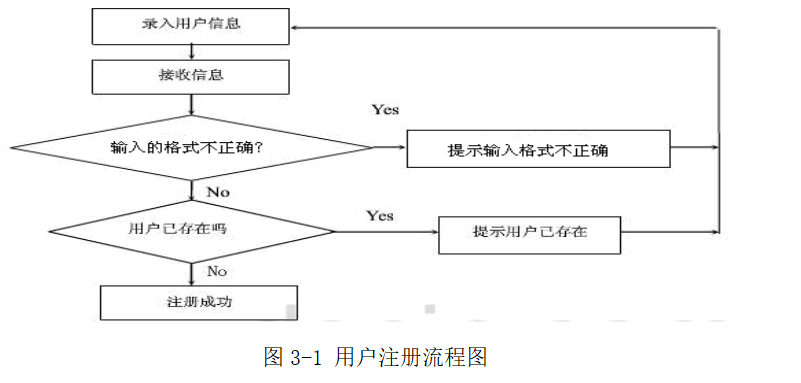 录入用户信息
接收信息
Yes
输入的格式不正确?
提示输入格式不正确
No
Yes
用户已存在吗
提示用户已存在
No
注册成功
图 3-1 用户注册流程图